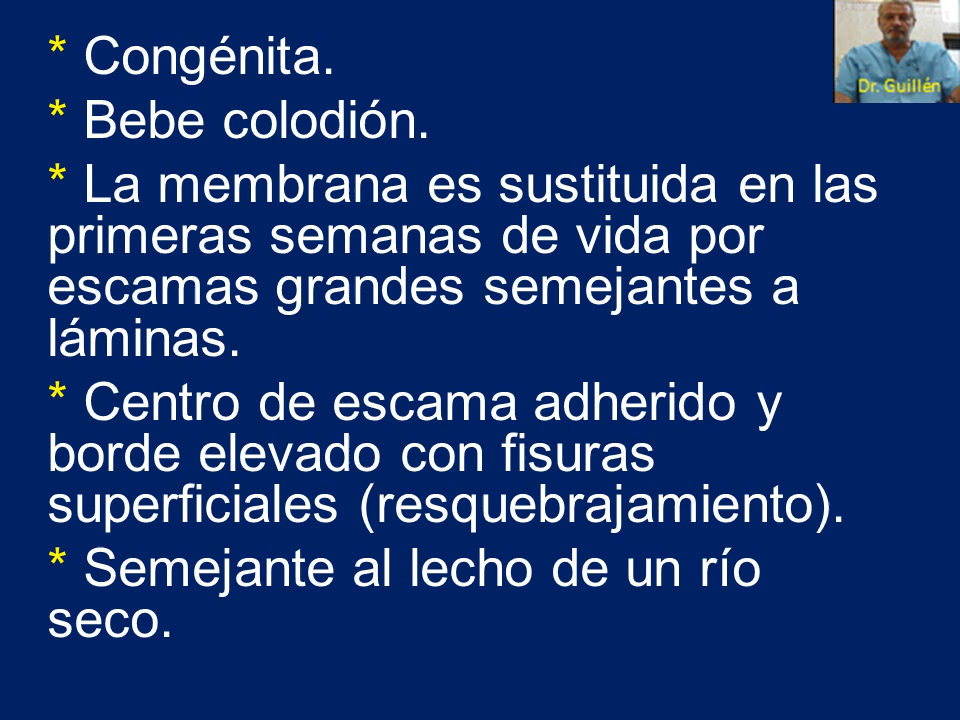 * Congénita.
Dr. Guillén
* Bebe colodión.
* La membrana es sustituida en las
primeras semanas de vida por
escamas grandes semejantes a
láminas.
* Centro de escama adherido y
borde elevado con fisuras
superficiales (resquebrajamiento).
* Semejante al lecho de un río
seco.